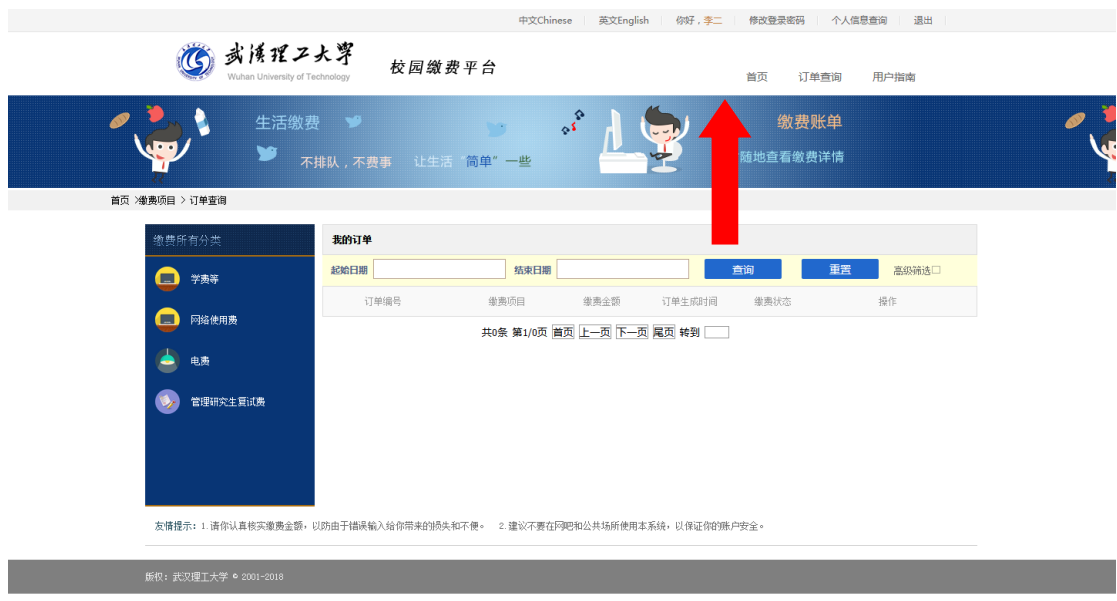 中文Chinese 英文English 你好，李二 修改登录密码 个人信息查询 退出
武汉理工大学 校园缴费平台
Wuhan University of Technology
首页 订单查询 用户指南
生活缴费 缴费账单
不排队，不费事 让生活“简单”一些 随地查看缴费详情
首页 >缴费项目 > 订单查询
缴费所有分类
学费等
网络使用费
电费
管理研究生复试费
我的订单
起始日期 结束日期 查询 重置 高级筛选
订单编号 缴费项目 缴费金额 订单生成时间 缴费状态 操作
共0条 第1/0页 首页 上一页 下一页 尾页 转到
友情提示：1.请你认真核实缴费金额，以防由于错误输入给你带来的损失和不便。 2.建议不要在网吧和公共场所使用本系统，以保证你的账户安全。
版权：武汉理工大学 © 2001-2018